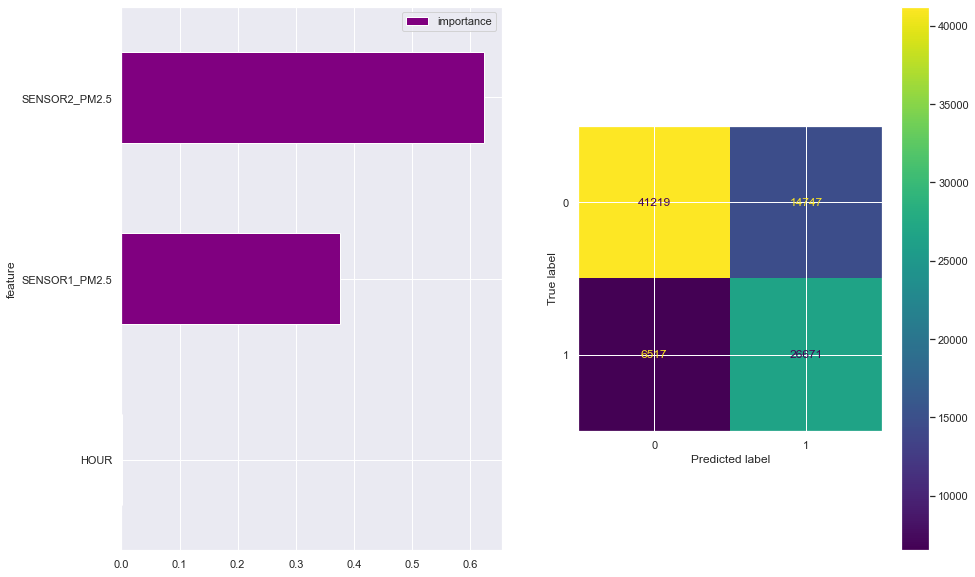 importance
SENSOR2_PM2.5
SENSOR1_PM2.5
HOUR
feature
0.0 0.1 0.2 0.3 0.4 0.5 0.6
True label
0
1
41219 14747
6517 26671
0 1
Predicted label
40000
35000
30000
25000
20000
15000
10000